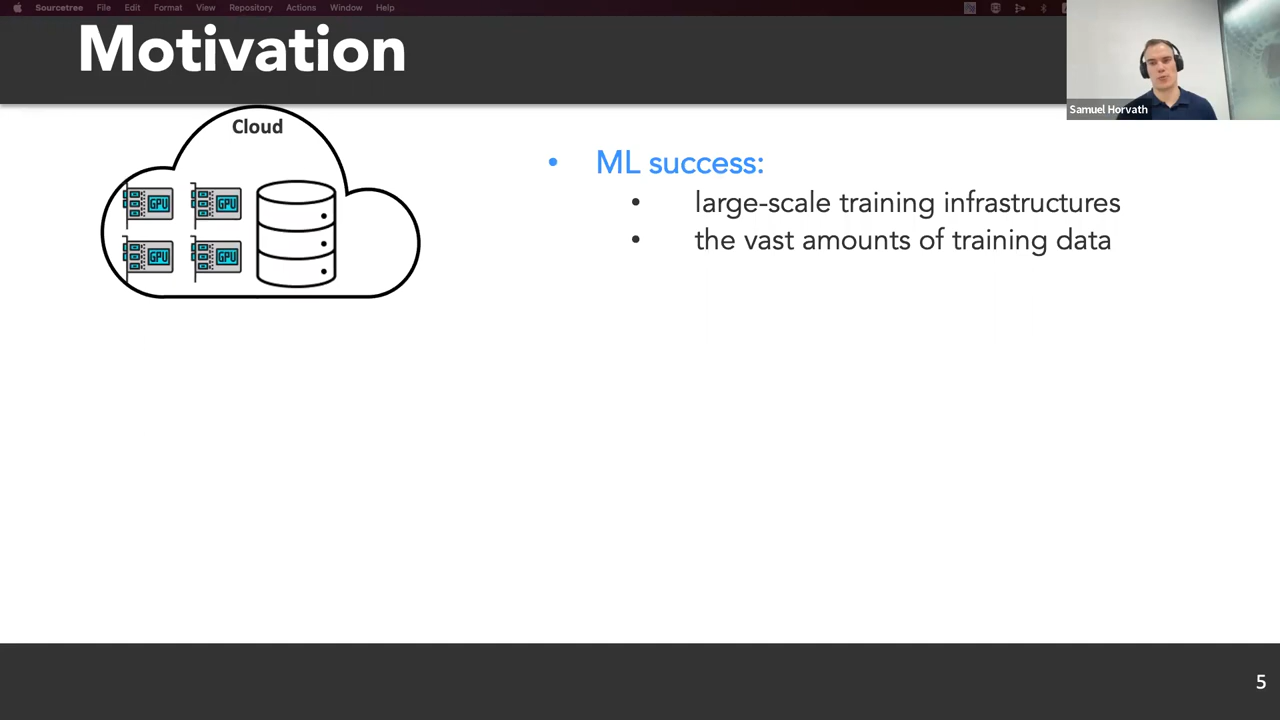 Sourcetree File Edit Format View Repository Actions Window Help
Motivation
Samuel Horvath
Cloud
GPU GPU
GPU GPU
• ML success:
• large-scale training infrastructures
• the vast amounts of training data
5